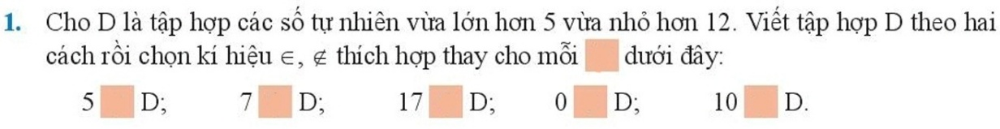 1. Cho D là tập hợp các số tự nhiên vừa lớn hơn 5 vừa nhỏ hơn 12. Viết tập hợp D theo hai
cách rồi chọn kí hiệu ∈, ∉ thích hợp thay cho mỗi dưới đây:
5 D; 7 D; 17 D; 0 D; 10 D.